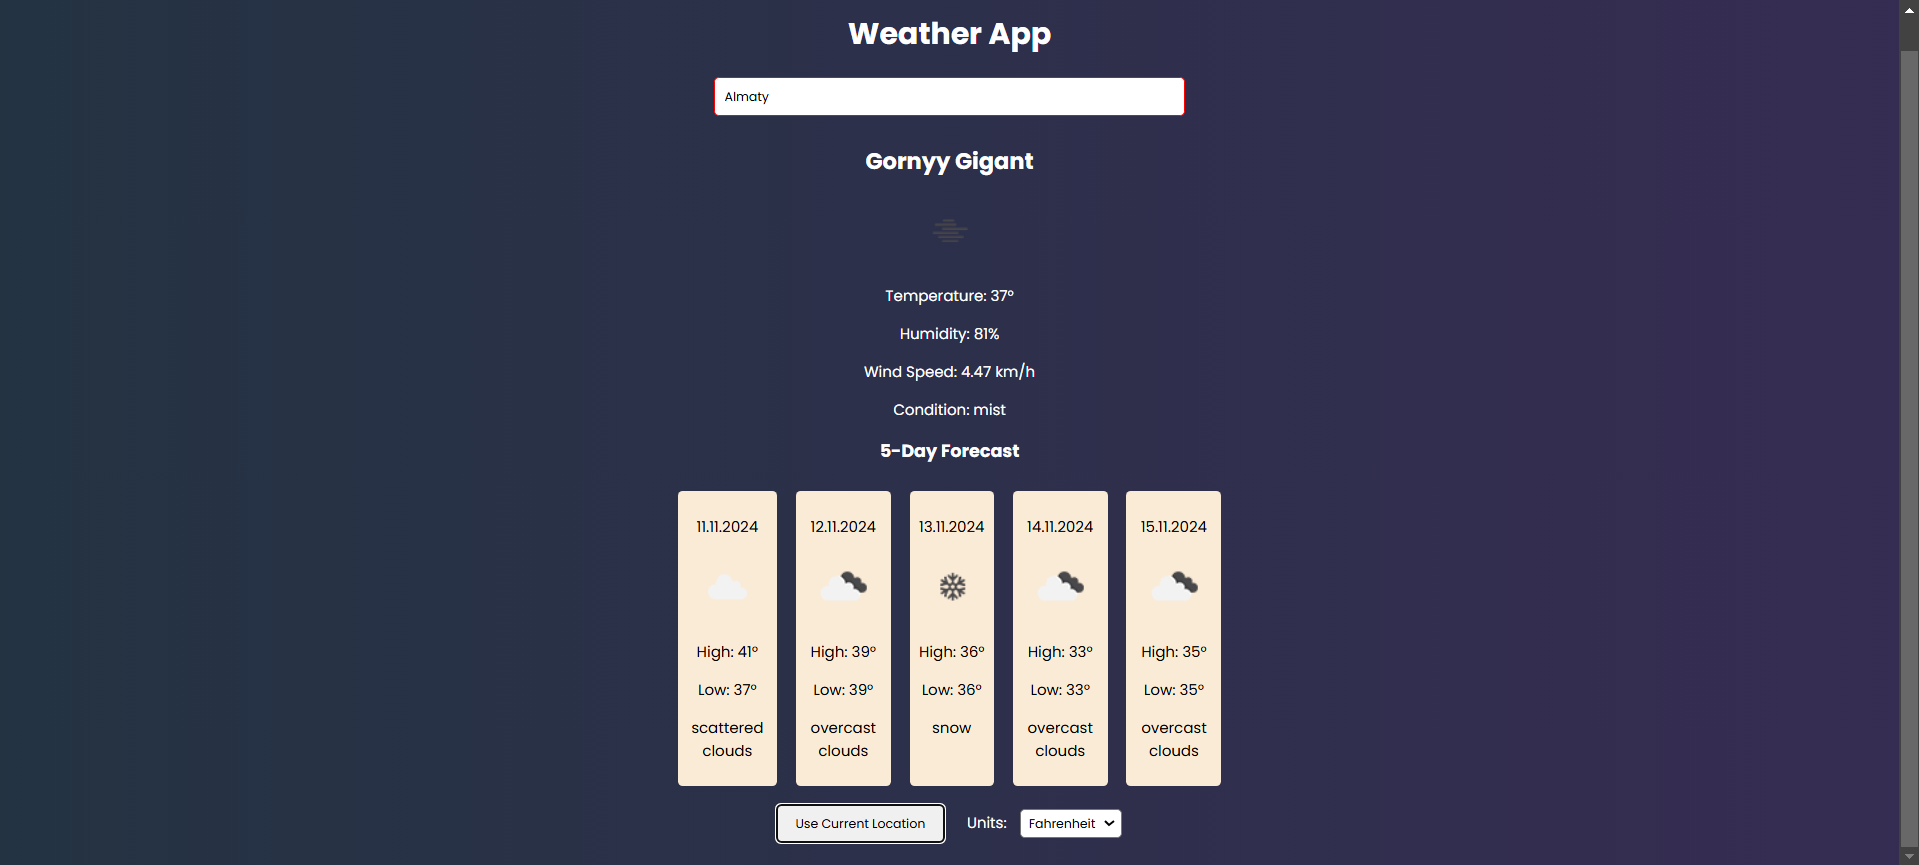 Weather App
Almaty
Gornyy Gigant
Temperature: 37°
Humidity: 81%
Wind Speed: 4.47 km/h
Condition: mist
5-Day Forecast
11.11.2024
High: 41°
Low: 37°
scattered
clouds
12.11.2024
High: 39°
Low: 39°
overcast
clouds
13.11.2024
High: 36°
Low: 36°
snow
14.11.2024
High: 33°
Low: 33°
overcast
clouds
15.11.2024
High: 35°
Low: 35°
overcast
clouds
Use Current Location
Units: Fahrenheit